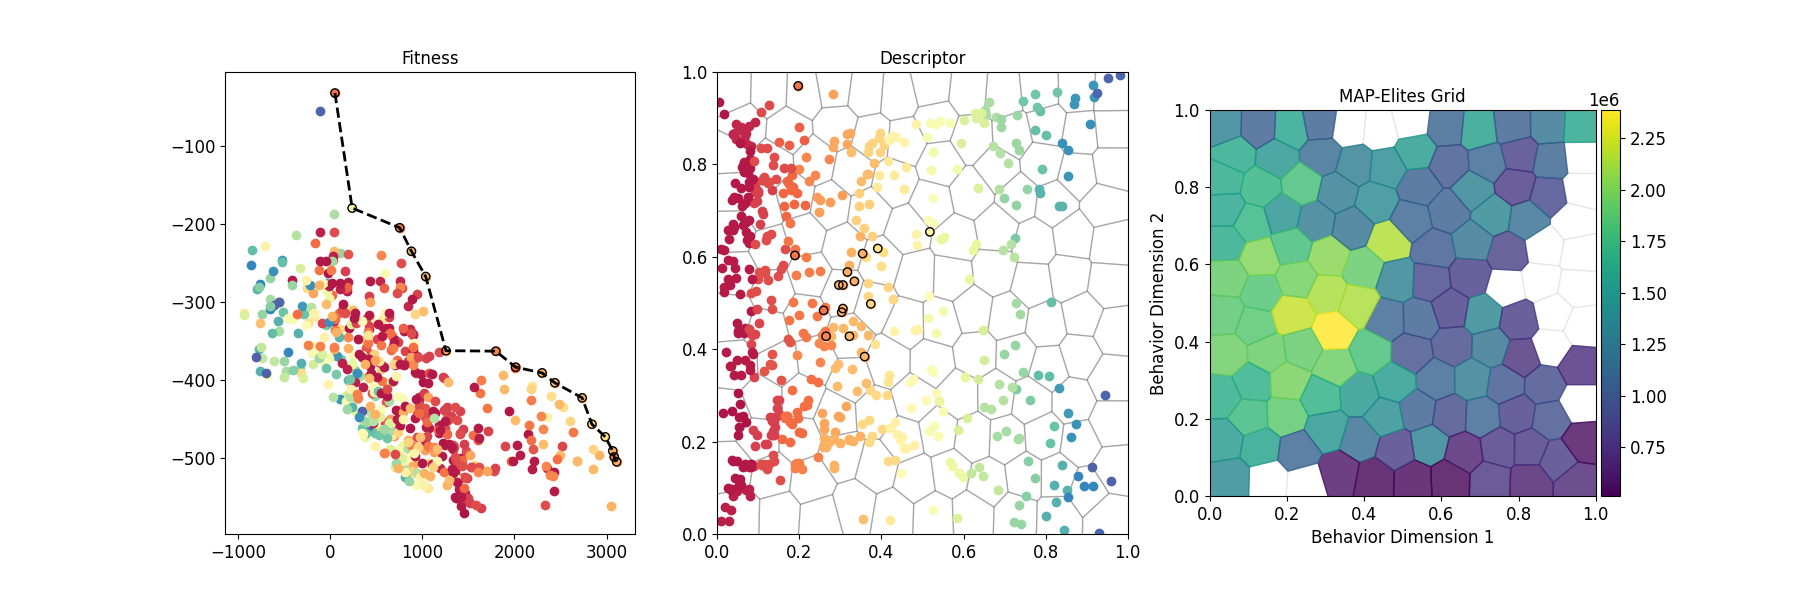 Fitness
−100
−200
−300
−400
−500
−1000 0 1000 2000 3000
Descriptor
1.0
0.8
0.6
0.4
0.2
0.0
0.0 0.2 0.4 0.6 0.8 1.0
MAP-Elites Grid
Behavior Dimension 2
1.0
0.8
0.6
0.4
0.2
0.0
0.0 0.2 0.4 0.6 0.8 1.0
Behavior Dimension 1
1e6
2.25
2.00
1.75
1.50
1.25
1.00
0.75